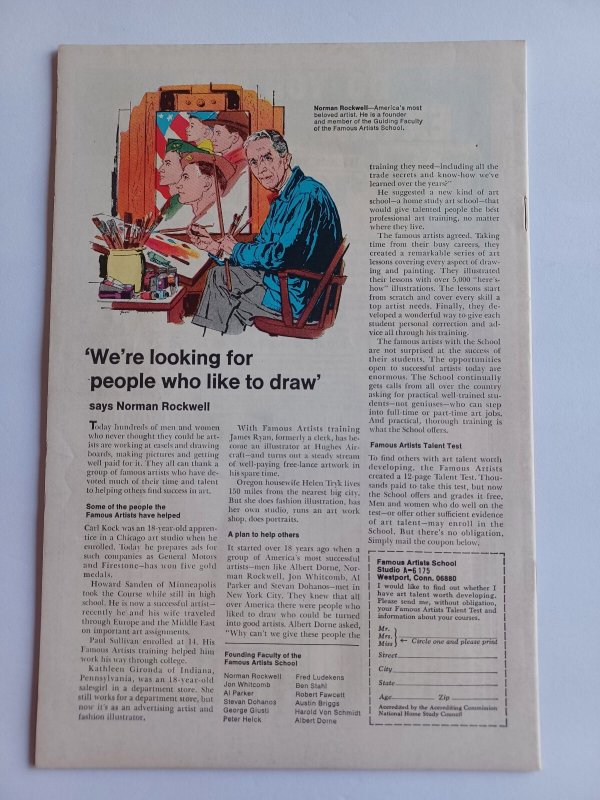 Norman Rockwell—America's most
beloved artist. He is a founder
and member of the Guiding Faculty
of the Famous Artists School.
'We're looking for
people who like to draw'
says Norman Rockwell
Today hundreds of men and women
who never thought they could be art-
ists are working at easels and drawing
boards, making pictures and getting
well paid for it. They all can thank a
group of famous artists who have de-
voted much of their time and talent
to helping others find success in art.
Some of the people the
Famous Artists have helped
Carl Kock was an 18-year-old appren-
tice in a Chicago art studio when he
enrolled. Today he prepares ads for
such companies as General Motors
and Firestone—has won five gold
medals.
Howard Sanden of Minneapolis
took the Course while still in high
school. He is now a successful artist—
recently he and his wife traveled
through Europe and the Middle East
on important art assignments.
Paul Sullivan enrolled at 44. His
Famous Artists training helped him
work his way through college.
Kathleen Gironda of Indiana,
Pennsylvania, was an 18-year-old
salesgirl in a department store. She
still works for a department store, but
now it's as an advertising artist and
fashion illustrator.
With Famous Artists training
James Ryan, formerly a clerk, has be-
come an illustrator at Hughes Air-
craft—and turns out a steady stream
of well-paying free-lance artwork in
his spare time.
Oregon housewife Helen Tryk lives
150 miles from the nearest big city.
But she does fashion illustration, has
her own studio, runs an art work
shop, does portraits.
A plan to help others
It started over 18 years ago when a
group of America's most successful
artists—men like Albert Dorne, Nor-
man Rockwell, Jon Whitcomb, Al
Parker and Stevan Dohanos—met in
New York City. They knew that all
over America there were people who
liked to draw who could be turned
into good artists. Albert Dorne asked,
"Why can't we give these people the
Founding Faculty of the
Famous Artists School
Norman Rockwell
Jon Whitcomb
Al Parker
Stevan Dohanos
George Giusti
Peter Helck
Fred Ludekens
Ben Stahl
Robert Fawcett
Austin Briggs
Harold Von Schmidt
Albert Dorne
training they need—including all the
trade secrets and know-how we've
learned over the years?"
He suggested a new kind of art
school—a home study art school—that
would give talented people the best
professional art training, no matter
where they live.
The famous artists agreed. Taking
time from their busy careers, they
created a remarkable series of art
lessons covering every aspect of draw-
ing and painting. They illustrated
their lessons with over 5,000 "here's-
how" illustrations. The lessons start
from scratch and cover every skill a
top artist needs. Finally, they de-
veloped a wonderful way to give each
student personal correction and ad-
vice all through his training.
The famous artists with the School
are not surprised at the success of
their students. The opportunities
open to successful artists today are
enormous. The School continually
gets calls from all over the country
asking for practical well-trained stu-
dents—not geniuses—who can step
into full-time or part-time art jobs.
And practical, thorough training is
what the School offers.
Famous Artists Talent Test
To find others with art talent worth
developing, the Famous Artists
created a 12-page Talent Test. Thou-
sands paid to take this test, but now
the School offers and grades it free.
Men and women who do well on the
test—or offer other sufficient evidence
of art talent—may enroll in the
School. But there's no obligation.
Simply mail the coupon below.
Famous Artists School
Studio A-6175
Westport, Conn. 06880
I would like to find out whether I
have art talent worth developing.
Please send me, without obligation,
your Famous Artists Talent Test and
information about your courses.
Mr.
Mrs.
Miss ← Circle one and please print
Street
City
State
Age Zip
Accredited by the Accrediting Commission
National Home Study Council